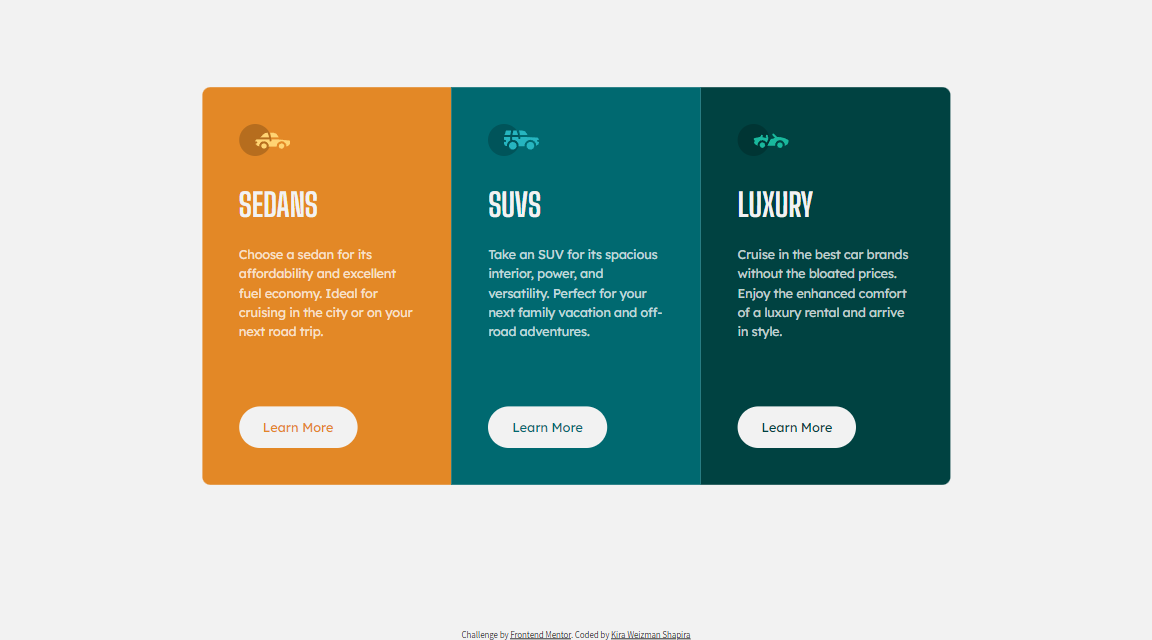 SEDANS
Choose a sedan for its
affordability and excellent
fuel economy. Ideal for
cruising in the city or on your
next road trip.
Learn More
SUVS
Take an SUV for its spacious
interior, power, and
versatility. Perfect for your
next family vacation and off-
road adventures.
Learn More
LUXURY
Cruise in the best car brands
without the bloated prices.
Enjoy the enhanced comfort
of a luxury rental and arrive
in style.
Learn More
Challenge by Frontend Mentor. Coded by Kira Weizman Shapira